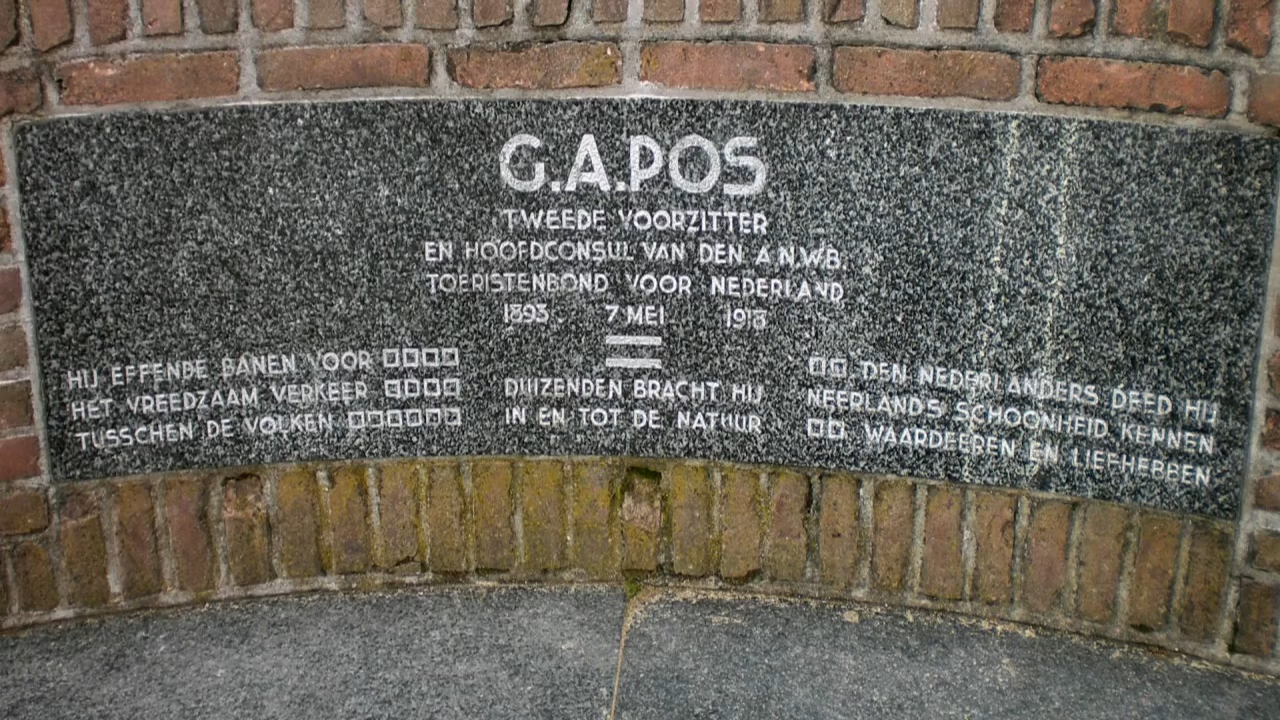 G.A.POS
TWEEDE VOORZITTER
EN HOOFDCONSUL VAN DEN A.N.W.B.
TOERISTENBOND VOOR NEDERLAND
1893 7 MEI 1918
HIJ EFFENDE BANEN VOOR
HET VREEDZAAM VERKEER
TUSSCHEN DE VOLKEN
DUIZENDEN BRACHT HIJ
IN EN TOT DE NATUUR
DEN NEDERLANDERS DEED HIJ
NEERLANDS SCHOONHEID KENNEN
WAARDEEREN EN LIEFHEBBEN